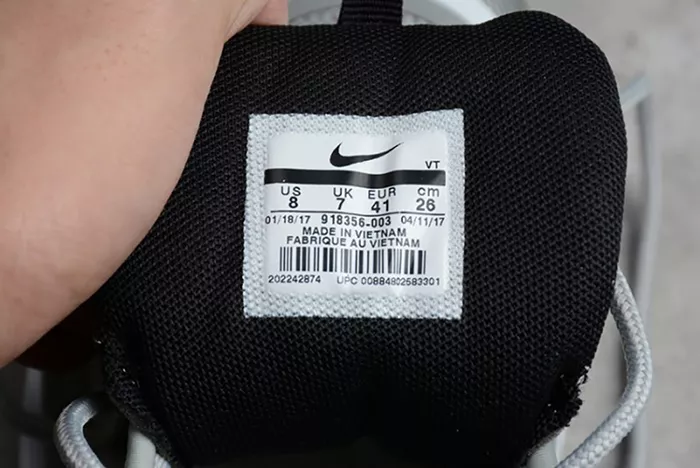 VT
US UK EUR cm
8 7 41 26
01/18/17 918356-003 04/11/17
MADE IN VIETNAM
FABRIQUE AU VIETNAM
202242874 UPC 00884802583301